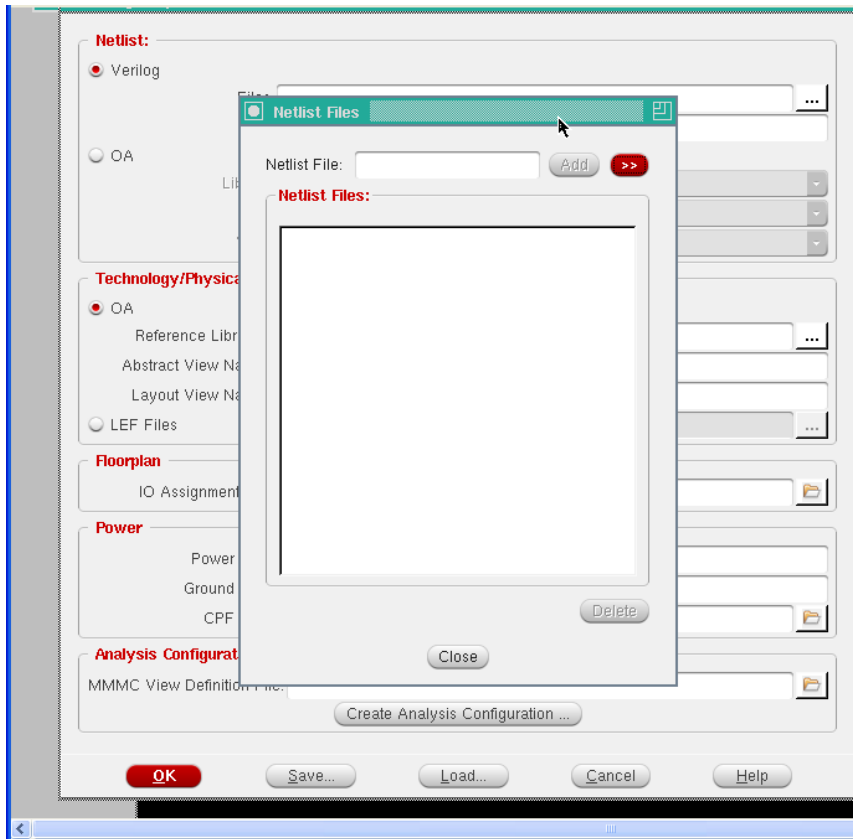 Netlist:
Verilog
...
Netlist Files
OA
Netlist File:
Add
>>
Netlist Files:
Technology/Physica
OA
Reference Libr
...
Abstract View Na
Layout View Na
LEF Files
...
Floorplan
IO Assignment
Power
Power
Ground
CPF
Delete
Analysis Configurat
Close
MMMC View Definition File:
Create Analysis Configuration ...
OK
Save...
Load...
Cancel
Help